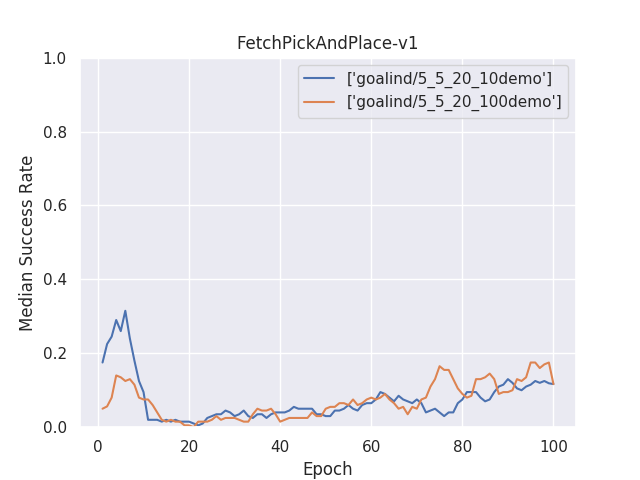 FetchPickAndPlace-v1
['goalind/5_5_20_10demo']
['goalind/5_5_20_100demo']
Median Success Rate
1.0
0.8
0.6
0.4
0.2
0.0
0 20 40 60 80 100
Epoch